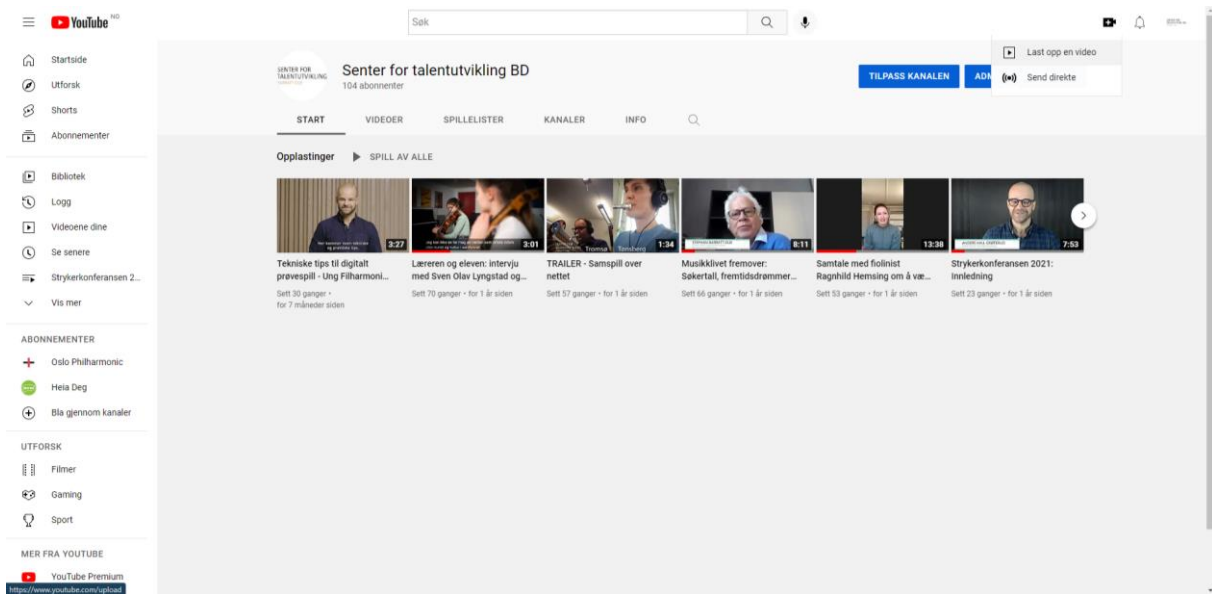 YouTube NO
Søk
Startside
Utforsk
Shorts
Abonnementer
Bibliotek
Logg
Videoene dine
Se senere
Strykerkonferansen 2...
Vis mer
ABONNEMENTER
Oslo Philharmonic
Heia Deg
Bla gjennom kanaler
UTFORSK
Filmer
Gaming
Sport
MER FRA YOUTUBE
YouTube Premium
https://www.youtube.com/upload
Last opp en video
Send direkte
SENTER FOR
TALENTUTVIKLING
Senter for talentutvikling BD
104 abonnenter
TILPASS KANALEN
ADM
START VIDEOER SPILLELISTER KANALER INFO
Opplastinger SPILL AV ALLE
3:27
Tekniske tips til digitalt
prøvespill - Ung Filharmoni...
Sett 30 ganger •
for 7 måneder siden
3:01
Læreren og eleven: intervju
med Sven Olav Lyngstad og...
Sett 70 ganger • for 1 år siden
Tromsø Tønsberg
1:34
TRAILER - Samspill over
nettet
Sett 57 ganger • for 1 år siden
8:11
Musikklivet fremover:
Søkertall, fremtidsdrømmer...
Sett 66 ganger • for 1 år siden
13:38
Samtale med fiolinist
Ragnhild Hemsing om å væ...
Sett 53 ganger • for 1 år siden
7:53
Strykerkonferansen 2021:
Innledning
Sett 23 ganger • for 1 år siden